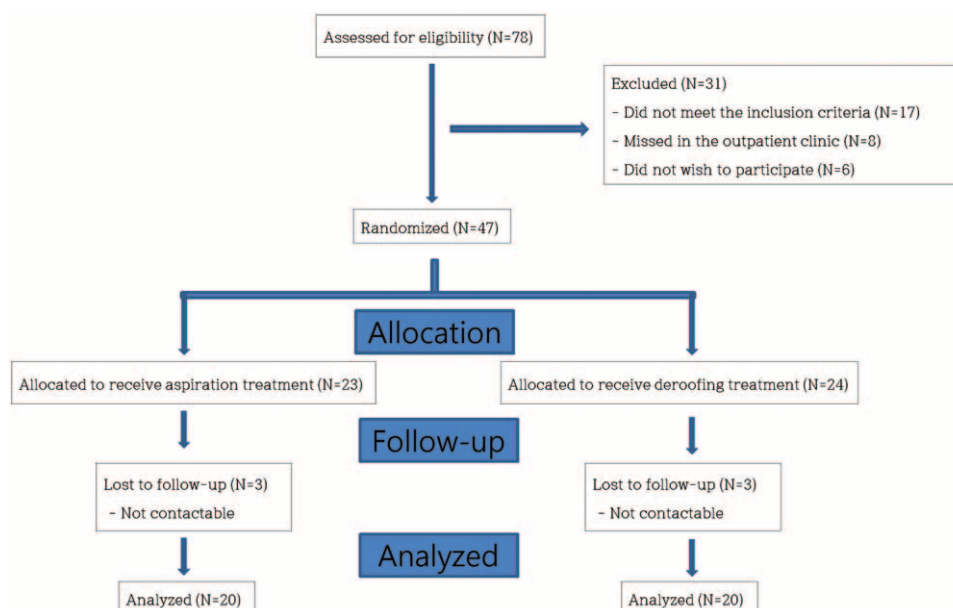 Assessed for eligibility (N=78)
Excluded (N=31)
- Did not meet the inclusion criteria (N=17)
- Missed in the outpatient clinic (N=8)
- Did not wish to participate (N=6)
Randomized (N=47)
Allocation
Allocated to receive aspiration treatment (N=23)
Allocated to receive deroofing treatment (N=24)
Follow-up
Lost to follow-up (N=3)
- Not contactable
Lost to follow-up (N=3)
- Not contactable
Analyzed
Analyzed (N=20)
Analyzed (N=20)